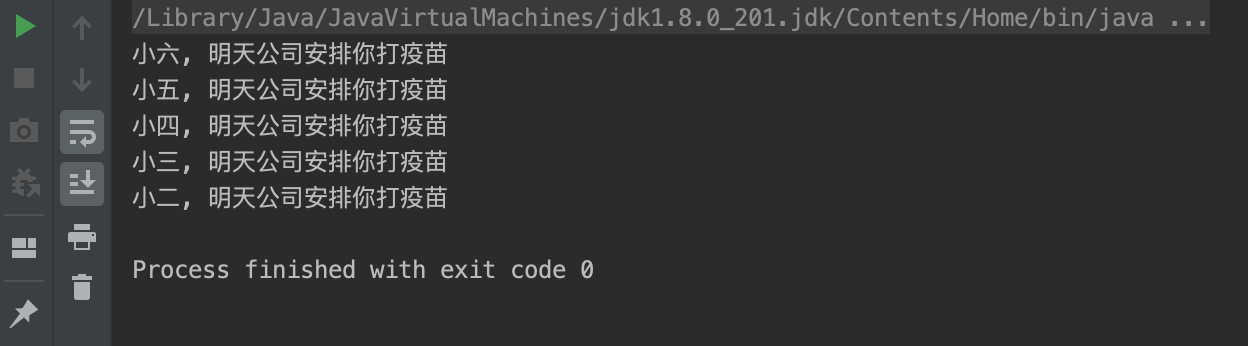 /Library/Java/JavaVirtualMachines/jdk1.8.0_201.jdk/Contents/Home/bin/java ...
小六, 明天公司安排你打疫苗
小五, 明天公司安排你打疫苗
小四, 明天公司安排你打疫苗
小三, 明天公司安排你打疫苗
小二, 明天公司安排你打疫苗
Process finished with exit code 0